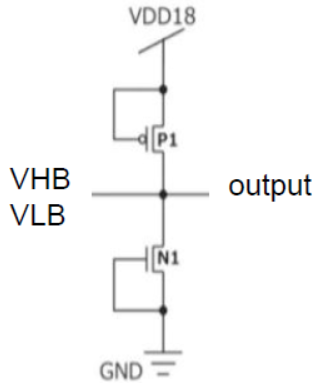 VDD18
P1
VHB
VLB
output
N1
GND